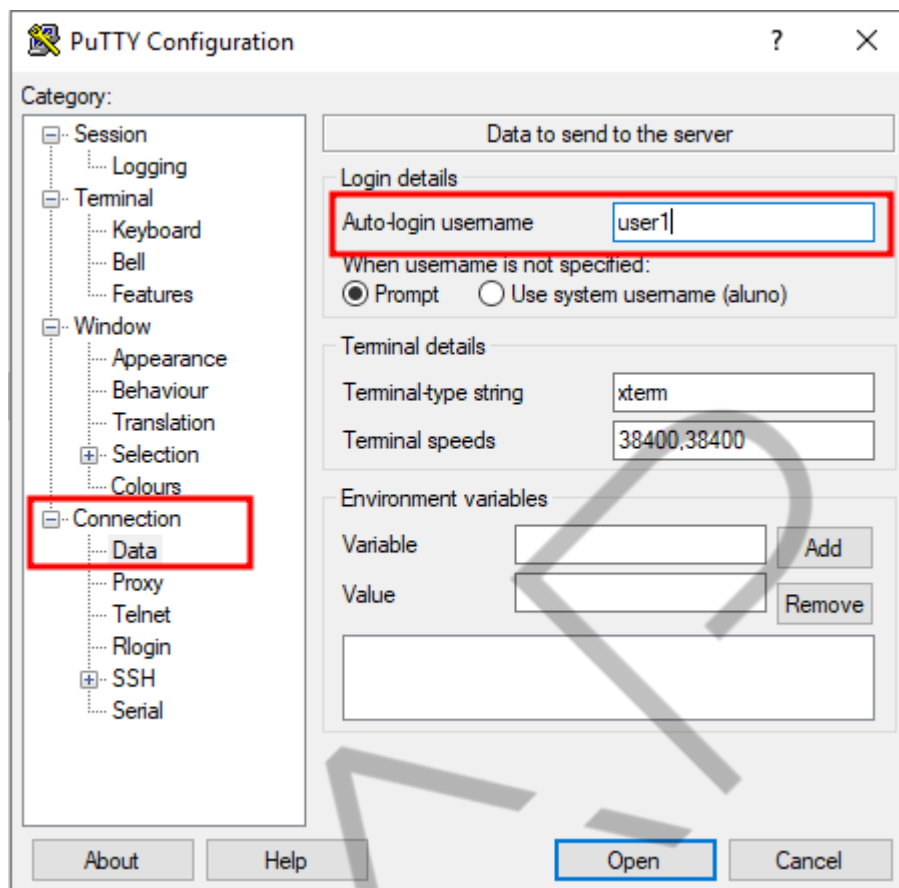 PuTTY Configuration
?
Category:
Session
Logging
Terminal
Keyboard
Bell
Features
Window
Appearance
Behaviour
Translation
Selection
Colours
Connection
Data
Proxy
Telnet
Rlogin
SSH
Serial
Data to send to the server
Login details
Auto-login username user1
When username is not specified:
Prompt Use system username (aluno)
Terminal details
Terminal-type string xterm
Terminal speeds 38400,38400
Environment variables
Variable Add
Value Remove
About Help Open Cancel